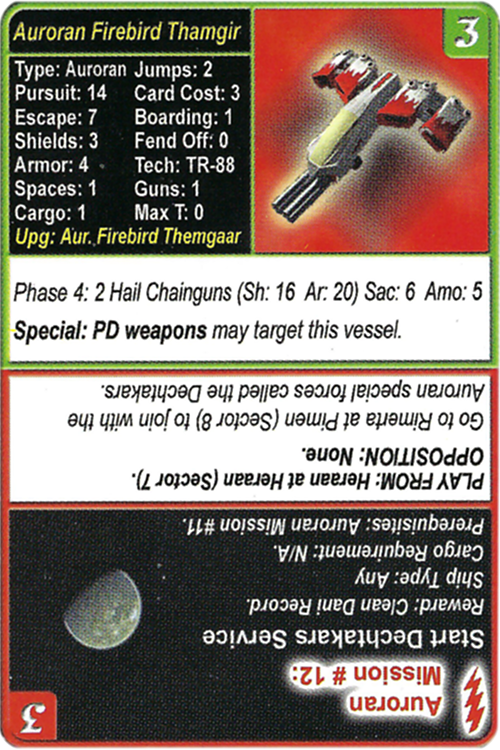 Auroran Firebird Thamgir
3
Type: Auroran Jumps: 2
Pursuit: 14 Card Cost: 3
Escape: 7 Boarding: 1
Shields: 3 Fend Off: 0
Armor: 4 Tech: TR-88
Spaces: 1 Guns: 1
Cargo: 1 Max T: 0
Upg: Aur. Firebird Themgaar
Phase 4: 2 Hail Chainguns (Sh: 16 Ar: 20) Sac: 6 Amo: 5
Special: PD weapons may target this vessel.
Auroran
Mission # 12:
3
Start Dechtakars Service
Reward: Clean Dani Record.
Ship Type: Any
Cargo Requirement: N/A.
Prerequisites: Auroran Mission #11.
PLAY FROM: Heraan at Heraan (Sector 7).
OPPOSITION: None.
Go to Rimerta at Pimen (Sector 8) to join to with the
Auroran special forces called the Dechtakars.